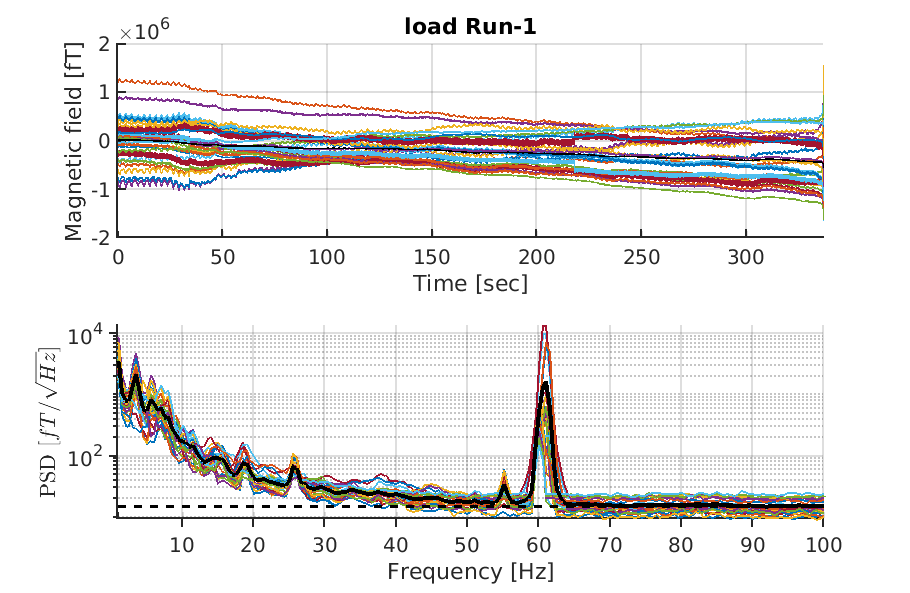 load Run-1
×10^6
Magnetic field [fT]
2
1
0
-1
-2
0 50 100 150 200 250 300
Time [sec]
PSD [fT/√Hz]
10^4
10^2
10 20 30 40 50 60 70 80 90 100
Frequency [Hz]